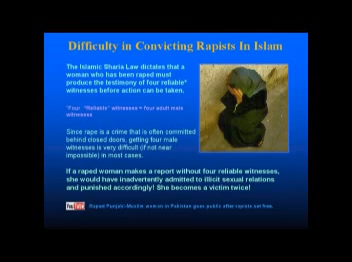 Difficulty in Convicting Rapists In Islam
The Islamic Sharia Law dictates that a
woman who has been raped must
produce the testimony of four reliable*
witnesses before action can be taken.
*Four "Reliable" witnesses = four adult male
witnesses
Since rape is a crime that is often committed
behind closed doors, getting four male
witnesses is very difficult (if not near
impossible) in most cases.
If a raped woman makes a report without four reliable witnesses,
she would have inadvertently admitted to illicit sexual relations
and punished accordingly! She becomes a victim twice!
YouTube
Raped Punjabi Muslim woman in Pakistan goes public after rapists set free.